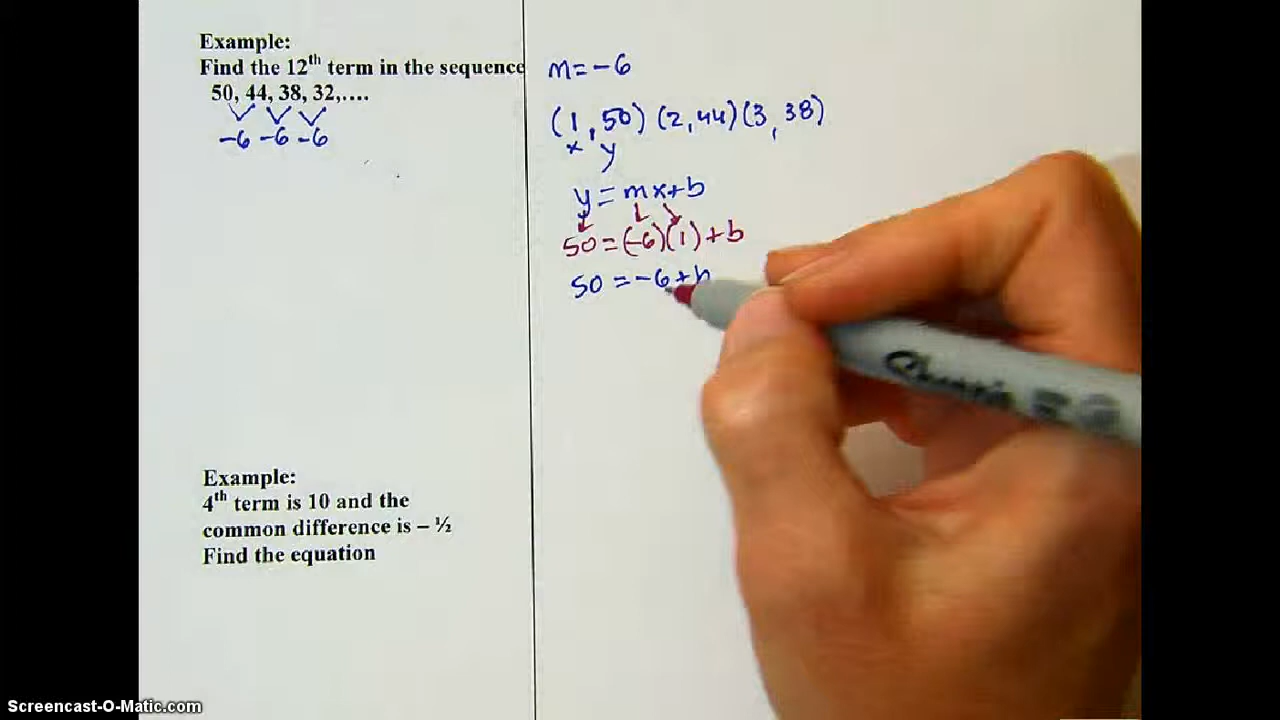 Example:
Find the 12th term in the sequence
50, 44, 38, 32,....
-6 -6 -6
m = -6
(1, 50) (2, 44) (3, 38)
x y
y = mx + b
50 = (-6)(1) + b
50 = -6 + b
Example:
4th term is 10 and the
common difference is – ½
Find the equation
Screencast-O-Matic.com